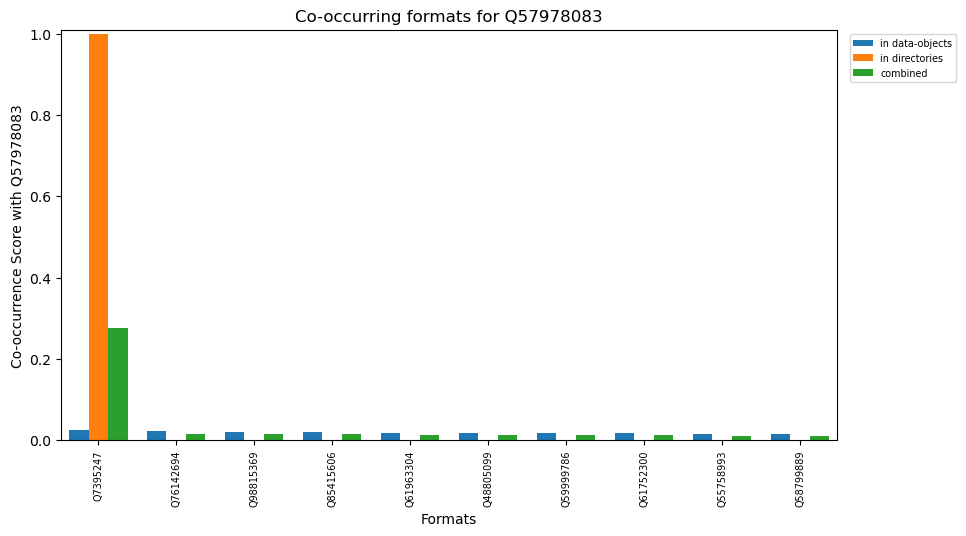 Co-occurring formats for Q57978083
in data-objects
in directories
combined
Co-occurrence Score with Q57978083
1.0
0.8
0.6
0.4
0.2
0.0
Q7395247
Q76142694
Q98815369
Q85415606
Q61963304
Q48805099
Q599999786
Q61752300
Q55758993
Q58799889
Formats